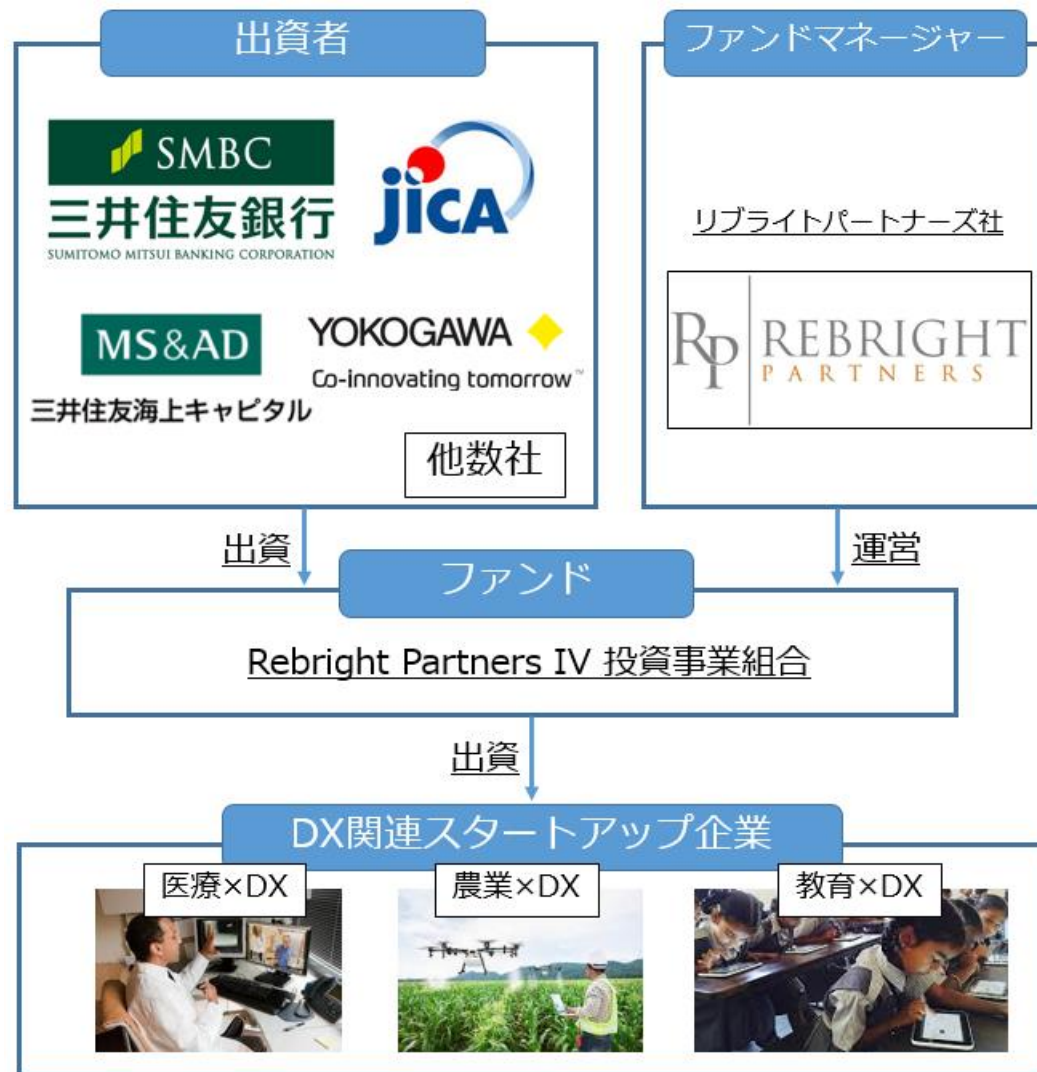 出資者
SMBC
三井住友銀行
SUMITOMO MITSUI BANKING CORPORATION
JICA
MS&AD
三井住友海上キャピタル
YOKOGAWA
Co-innovating tomorrow™
他数社
ファンドマネージャー
リブライトパートナーズ社
RP REBRIGHT
PARTNERS
出資
運営
ファンド
Rebright Partners IV 投資事業組合
出資
DX関連スタートアップ企業
医療×DX
農業×DX
教育×DX